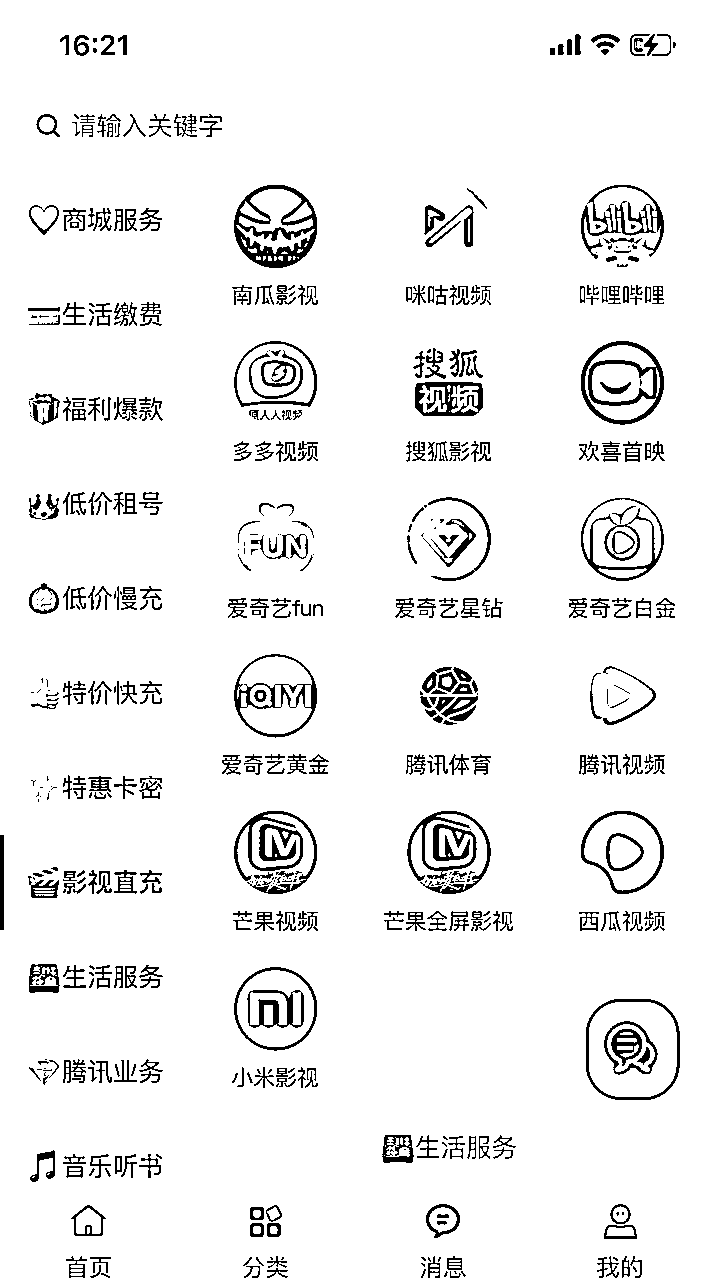 16:21
请输入关键字
商城服务
生活缴费
福利爆款
低价租号
低价慢充
特价快充
特惠卡密
影视直充
生活服务
腾讯业务
音乐听书
bilibili
南瓜影视
咪咕视频
哔哩哔哩
搜狐
视频
原人人视频
多多视频
搜狐影视
欢喜首映
FUN
爱奇艺fun
爱奇艺星钻
爱奇艺白金
iQIYI
爱奇艺黄金
腾讯体育
腾讯视频
芒果视频
芒果全屏影视
西瓜视频
小米影视
生活服务
首页
分类
消息
我的